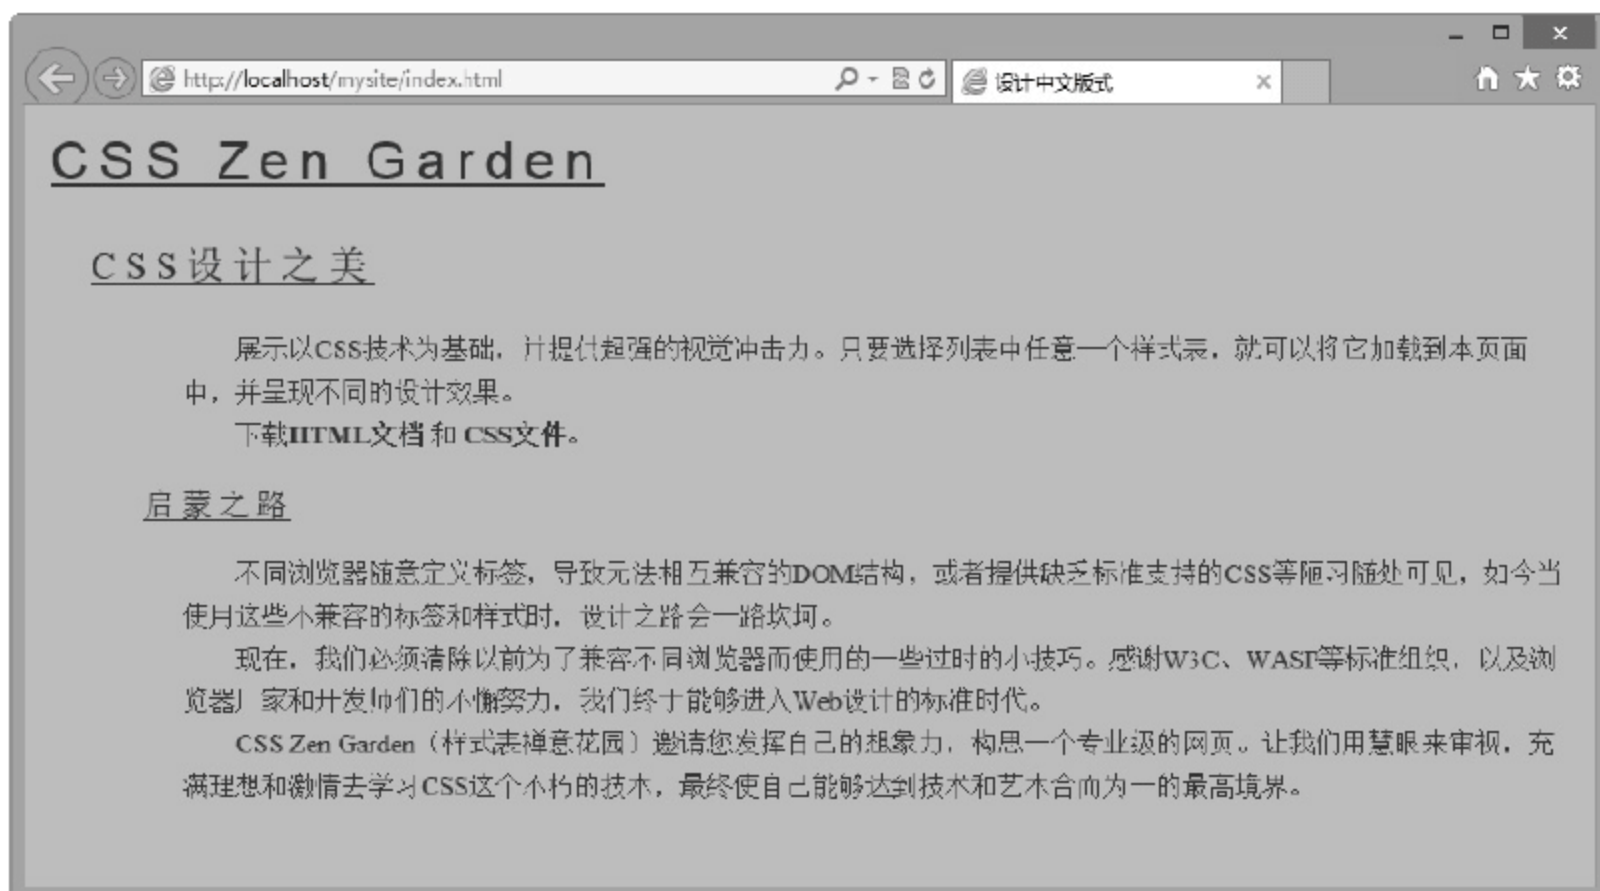 http://localhost/mysite/index.html
设计中文版式
CSS Zen Garden
CSS设计之美
展示以CSS技术为基础，并提供超强的视觉冲击力。只要选择列表中任意一个样式表，就可以将它加载到本页面
中，并呈现不同的设计效果。
下载HTML文档 和 CSS文件。
启蒙之路
不同浏览器随意定义标签，导致无法相互兼容的DOM结构，或者提供缺乏标准支持的CSS等陋习随处可见，如今当
使用这些不兼容的标签和样式时，设计之路会一路坎坷。
现在，我们必须清除以前为了兼容不同浏览器而使用的一些过时的小技巧。感谢W3C、WASP等标准组织，以及浏
览器厂家和开发师们的不懈努力，我们终于能够进入Web设计的标准时代。
CSS Zen Garden（样式表禅意花园）邀请您发挥自己的想象力，构思一个专业级的网页。让我们用慧眼来审视，充
满理想和激情去学习CSS这个不朽的技术，最终使自己能够达到技术和艺术合而为一的最高境界。